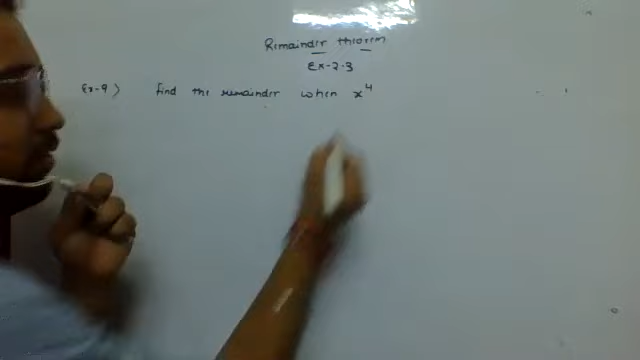 Remainder theorem
Ex-2.3
Ex-9> find the remainder when x⁴